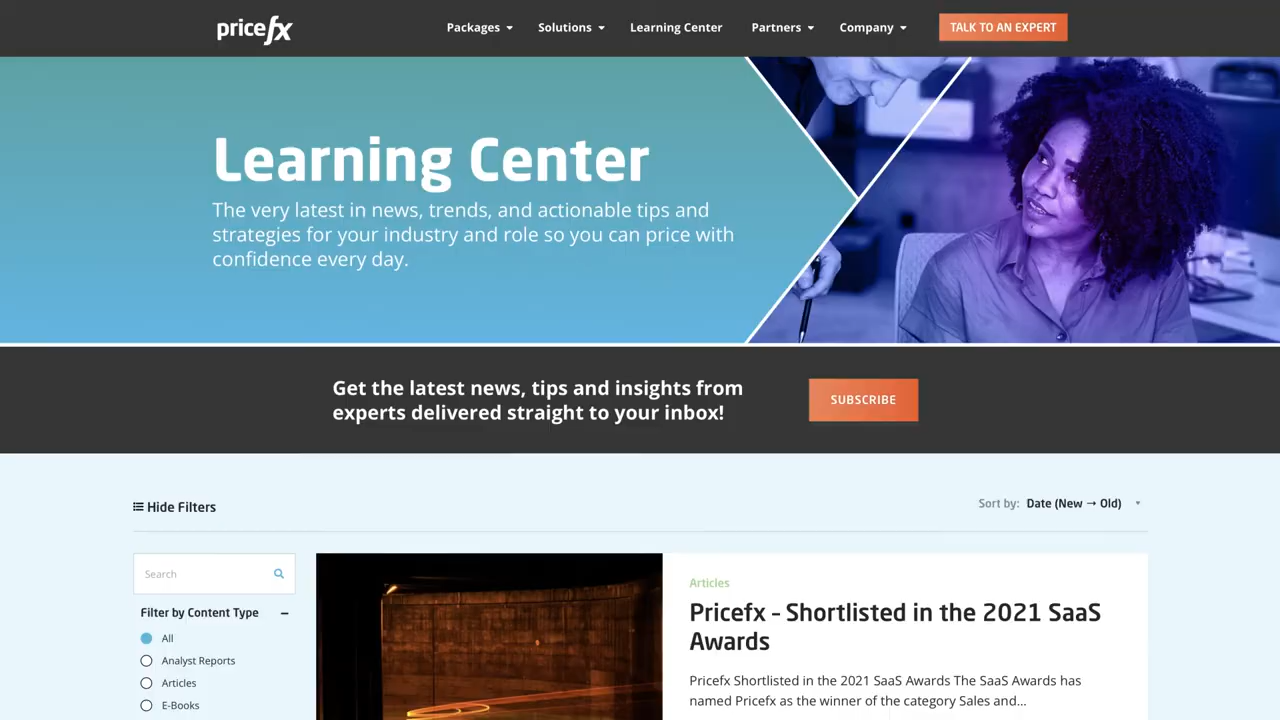 pricefx
Packages
Solutions
Learning Center
Partners
Company
TALK TO AN EXPERT
Learning Center
The very latest in news, trends, and actionable tips and
strategies for your industry and role so you can price with
confidence every day.
Get the latest news, tips and insights from
experts delivered straight to your inbox!
SUBSCRIBE
Hide Filters
Sort by: Date (New → Old)
Search
Filter by Content Type
All
Analyst Reports
Articles
E-Books
Articles
Pricefx – Shortlisted in the 2021 SaaS
Awards
Pricefx Shortlisted in the 2021 SaaS Awards The SaaS Awards has
named Pricefx as the winner of the category Sales and...